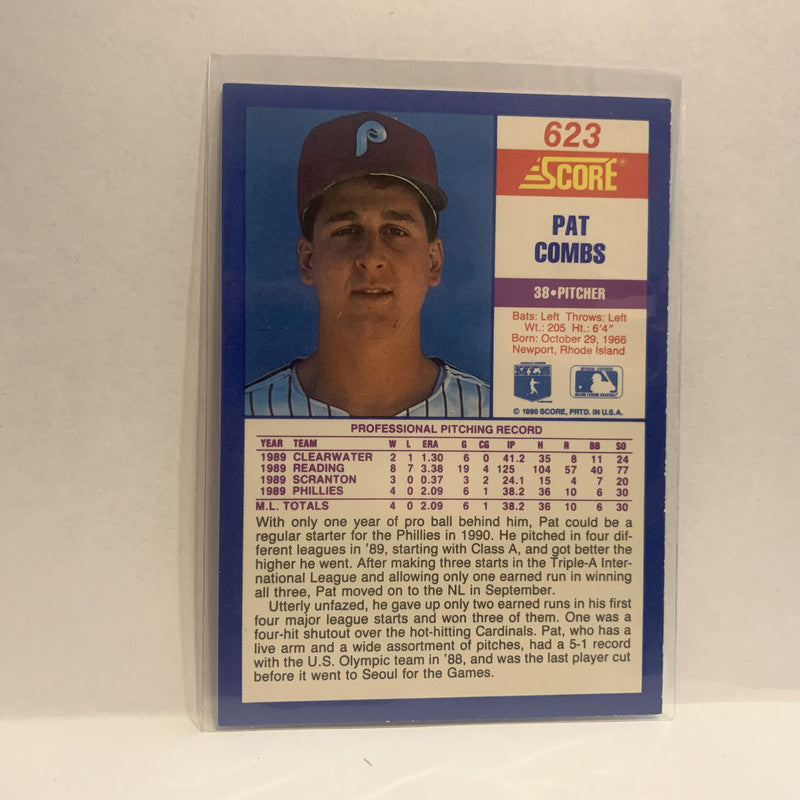 P
623
SCORE®
PAT
COMBS
38•PITCHER
Bats: Left Throws: Left
Wt.: 205 Ht.: 6'4"
Born: October 29, 1966
Newport, Rhode Island
© 1990 SCORE, PRTD. IN U.S.A.
PROFESSIONAL PITCHING RECORD
YEAR TEAM W L ERA G CG IP H R BB SO
1989 CLEARWATER 2 1 1.30 6 0 41.2 35 8 11 24
1989 READING 8 7 3.38 19 4 125 104 57 40 77
1989 SCRANTON 3 0 0.37 3 2 24.1 15 4 7 20
1989 PHILLIES 4 0 2.09 6 1 38.2 36 10 6 30
M.L. TOTALS 4 0 2.09 6 1 38.2 36 10 6 30
With only one year of pro ball behind him, Pat could be a
regular starter for the Phillies in 1990. He pitched in four dif-
ferent leagues in '89, starting with Class A, and got better the
higher he went. After making three starts in the Triple-A Inter-
national League and allowing only one earned run in winning
all three, Pat moved on to the NL in September.
Utterly unfazed, he gave up only two earned runs in his first
four major league starts and won three of them. One was a
four-hit shutout over the hot-hitting Cardinals. Pat, who has a
live arm and a wide assortment of pitches, had a 5-1 record
with the U.S. Olympic team in '88, and was the last player cut
before it went to Seoul for the Games.